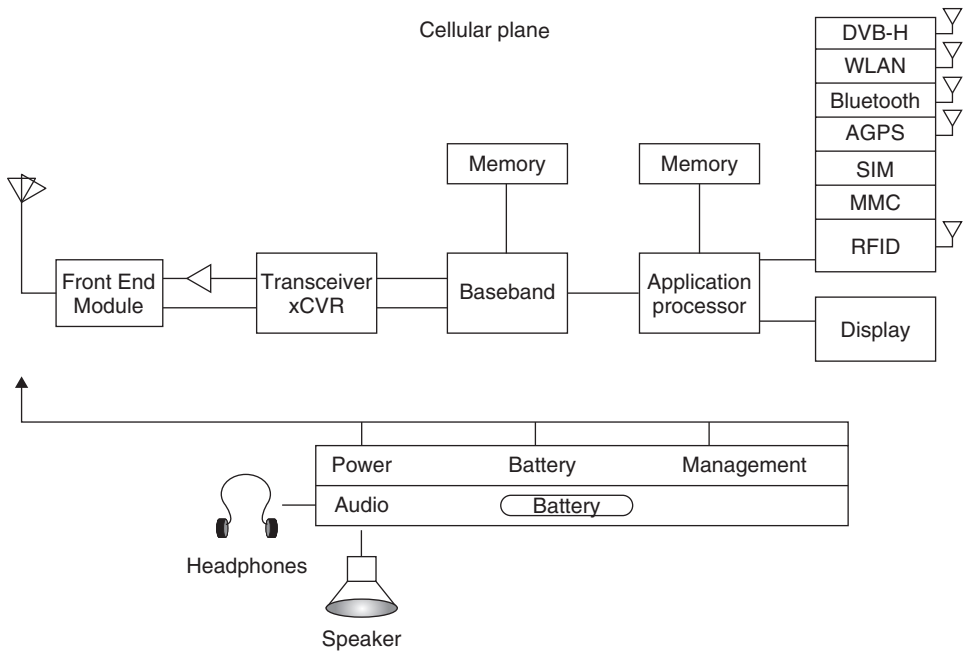 Cellular plane
DVB-H
WLAN
Bluetooth
AGPS
SIM
MMC
RFID
Memory
Memory
Front End
Module
Transceiver
xCVR
Baseband
Application
processor
Display
Power Battery Management
Audio Battery
Headphones
Speaker